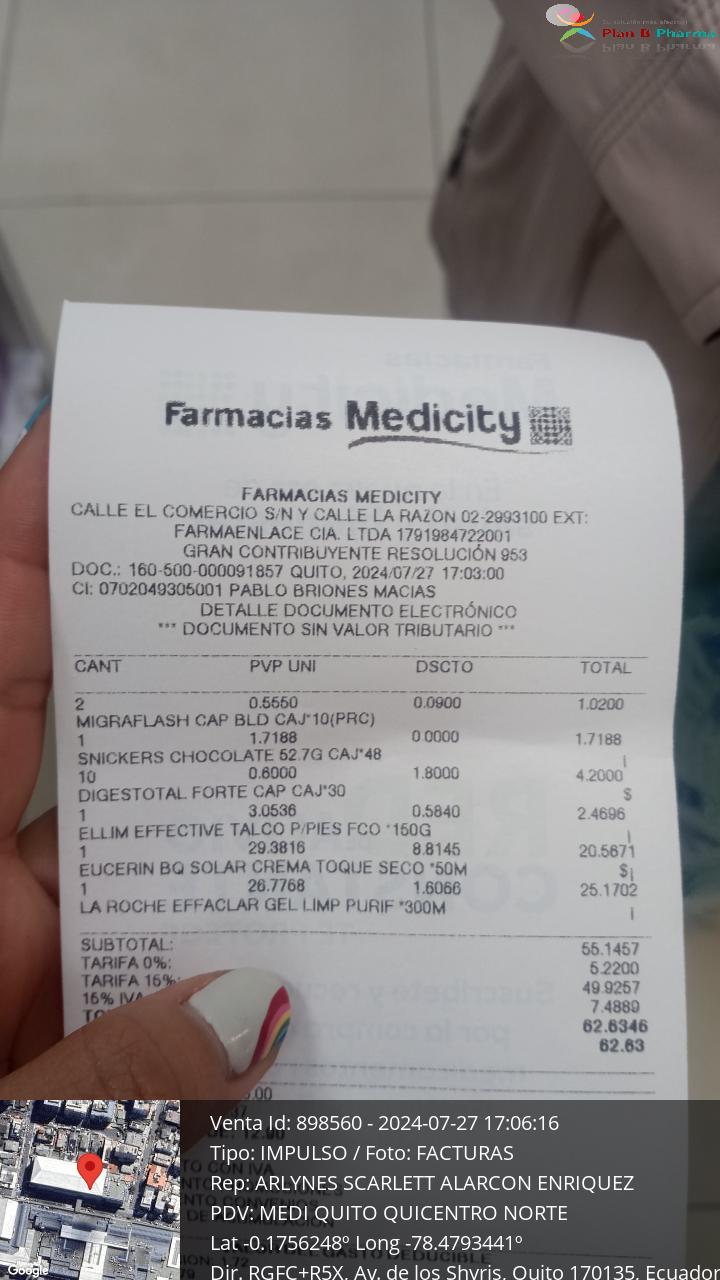 Su solución más efectiva
Plan B Pharma
Farmacias Medicity
FARMACIAS MEDICITY
CALLE EL COMERCIO S/N Y CALLE LA RAZON 02-2993100 EXT:
FARMAENLACE CIA. LTDA 1791984722001
GRAN CONTRIBUYENTE RESOLUCIÓN 953
DOC.: 160-500-000091857 QUITO, 2024/07/27 17:03:00
CI: 0702049305001 PABLO BRIONES MACIAS
DETALLE DOCUMENTO ELECTRÓNICO
*** DOCUMENTO SIN VALOR TRIBUTARIO ***
CANT PVP UNI DSCTO TOTAL
2 0.5550 0.0900 1.0200
MIGRAFLASH CAP BLD CAJ*10(PRC)
1 1.7188 0.0000 1.7188
SNICKERS CHOCOLATE 52.7G CAJ*48 i
10 0.6000 1.8000 4.2000
DIGESTOTAL FORTE CAP CAJ*30 $
1 3.0536 0.5840 2.4696
ELLIM EFFECTIVE TALCO P/PIES FCO *150G i
1 29.3816 8.8145 20.5671
EUCERIN BQ SOLAR CREMA TOQUE SECO *50M $i
1 26.7768 1.6066 25.1702
LA ROCHE EFFACLAR GEL LIMP PURIF *300M i
SUBTOTAL: 55.1457
TARIFA 0%: 5.2200
TARIFA 15%: 49.9257
15% IVA 7.4889
62.6346
62.63
Venta Id: 898560 - 2024-07-27 17:06:16
Tipo: IMPULSO / Foto: FACTURAS
Rep: ARLYNES SCARLETT ALARCON ENRIQUEZ
PDV: MEDI QUITO QUICENTRO NORTE
Lat -0.1756248º Long -78.4793441º
Dir. RGFC+R5X, Av. de los Shyris, Quito 170135, Ecuador
Google